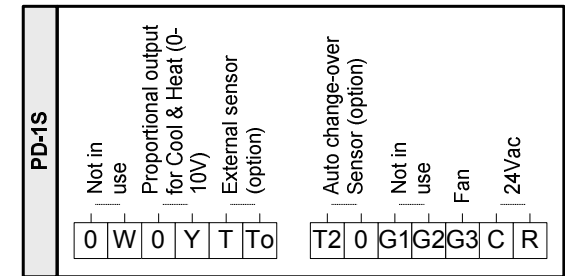 PD-1S
Not in
use
Proportional output
for Cool & Heat (0-
10V)
External sensor
(option)
Auto change-over
Sensor (option)
Not in
use
Fan
24Vac
0 W 0 Y T To T2 0 G1 G2 G3 C R